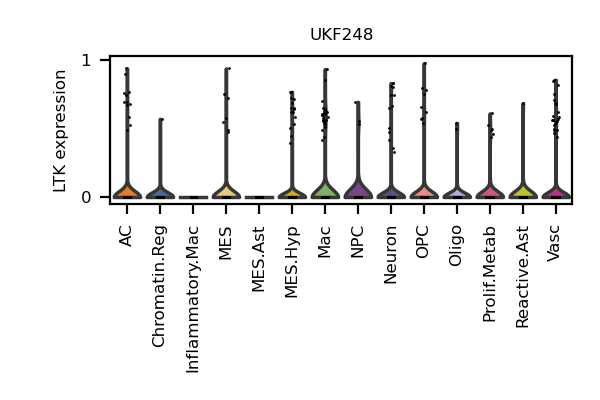 UKF248
LTK expression
1
0
AC
Chromatin.Reg
Inflammatory.Mac
MES
MES.Ast
MES.Hyp
Mac
NPC
Neuron
OPC
Oligo
Prolif.Metab
Reactive.Ast
Vasc